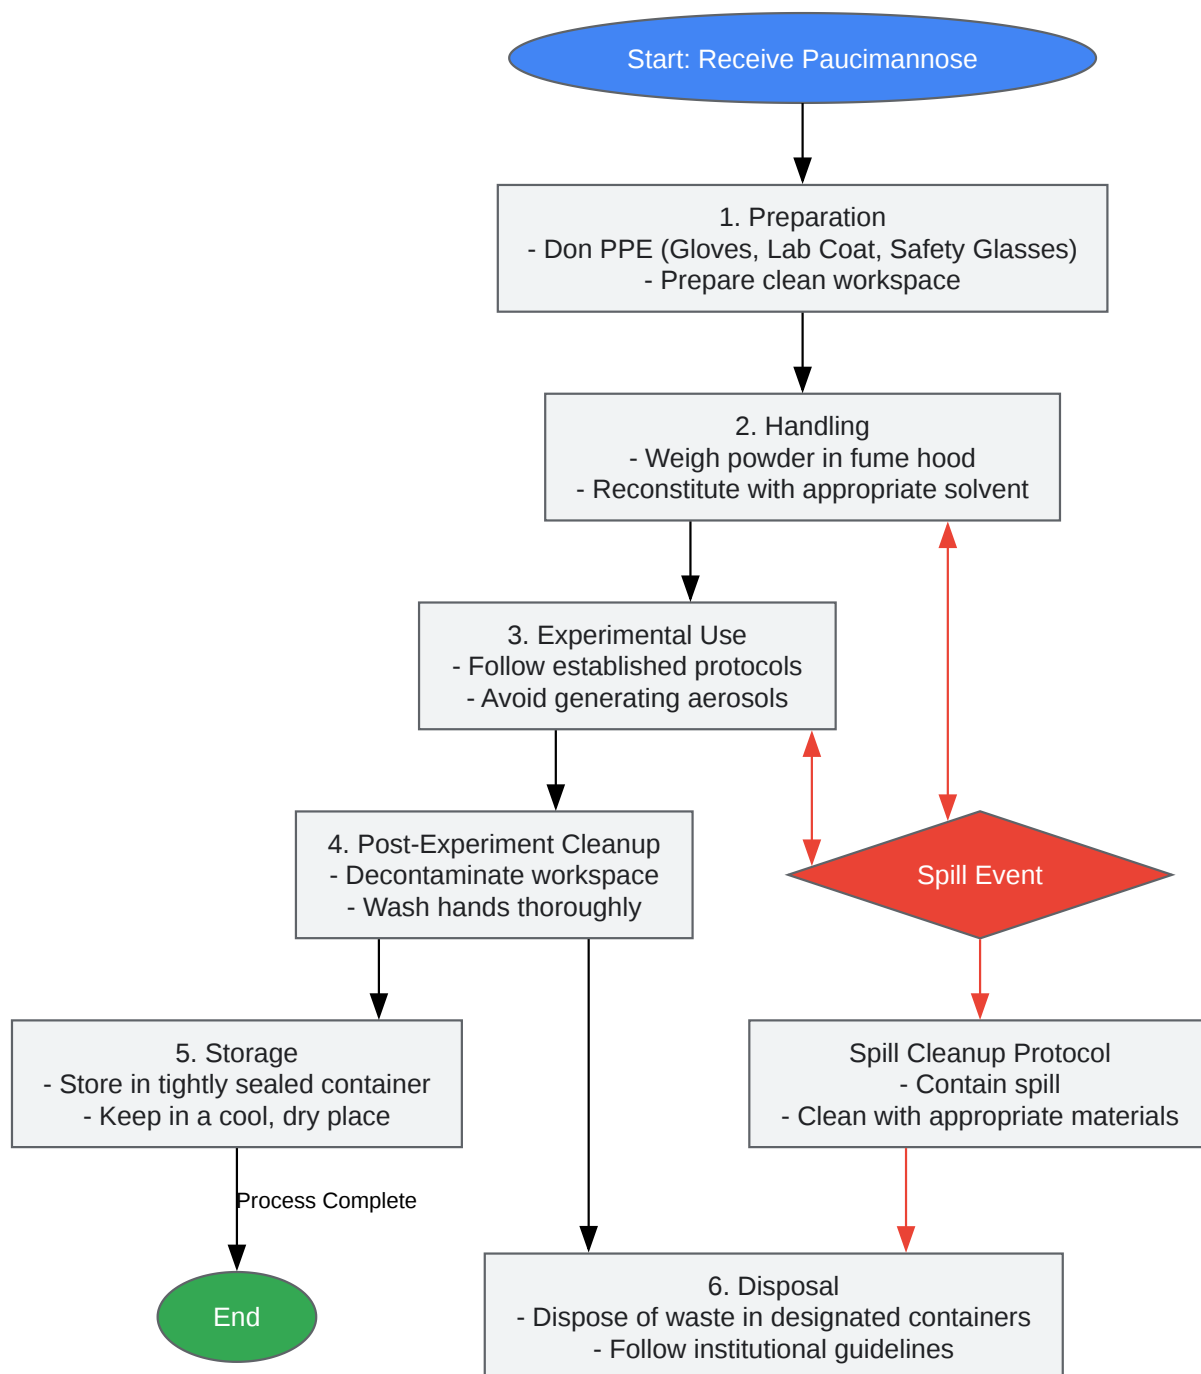 Start: Receive Paucimannose
1. Preparation
- Don PPE (Gloves, Lab Coat, Safety Glasses)
- Prepare clean workspace
2. Handling
- Weigh powder in fume hood
- Reconstitute with appropriate solvent
3. Experimental Use
- Follow established protocols
- Avoid generating aerosols
4. Post-Experiment Cleanup
- Decontaminate workspace
- Wash hands thoroughly
Spill Event
5. Storage
- Store in tightly sealed container
- Keep in a cool, dry place
Spill Cleanup Protocol
- Contain spill
- Clean with appropriate materials
Process Complete
End
6. Disposal
- Dispose of waste in designated containers
- Follow institutional guidelines